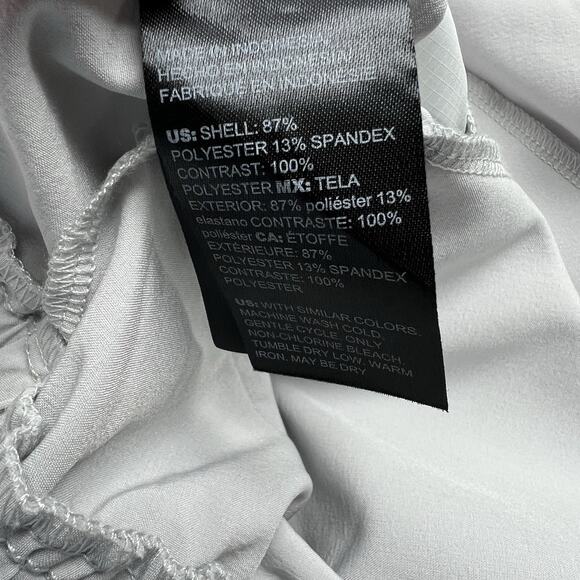 MADE IN INDONESIA/
HECHO EN INDONESIA/
FABRIQUE EN INDONESIE
US: SHELL: 87%
POLYESTER 13% SPANDEX
CONTRAST: 100%
POLYESTER MX: TELA
EXTERIOR: 87% poliéster 13%
elastano CONTRASTE: 100%
poliéster CA: ÉTOFFE
EXTÉRIEURE: 87%
POLYESTER 13% SPANDEX
CONTRASTE: 100%
POLYESTER
US: WITH SIMILAR COLORS.
MACHINE WASH COLD,
GENTLE CYCLE ONLY
NON-CHLORINE BLEACH,
TUMBLE DRY LOW, WARM
IRON. MAY BE DRY